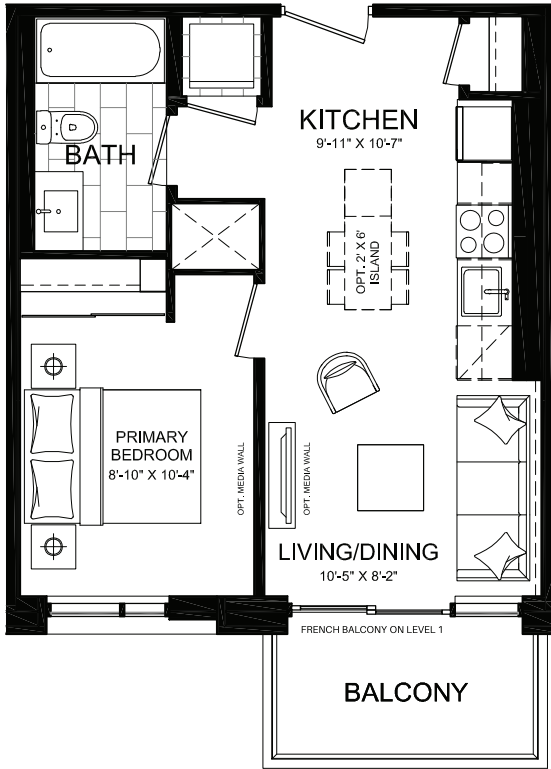 KITCHEN
9'-11" X 10'-7"
BATH
OPT. 2' X 6'
ISLAND
PRIMARY
BEDROOM
8'-10" X 10'-4"
OPT. MEDIA WALL
OPT. MEDIA WALL
LIVING/DINING
10'-5" X 8'-2"
FRENCH BALCONY ON LEVEL 1
BALCONY